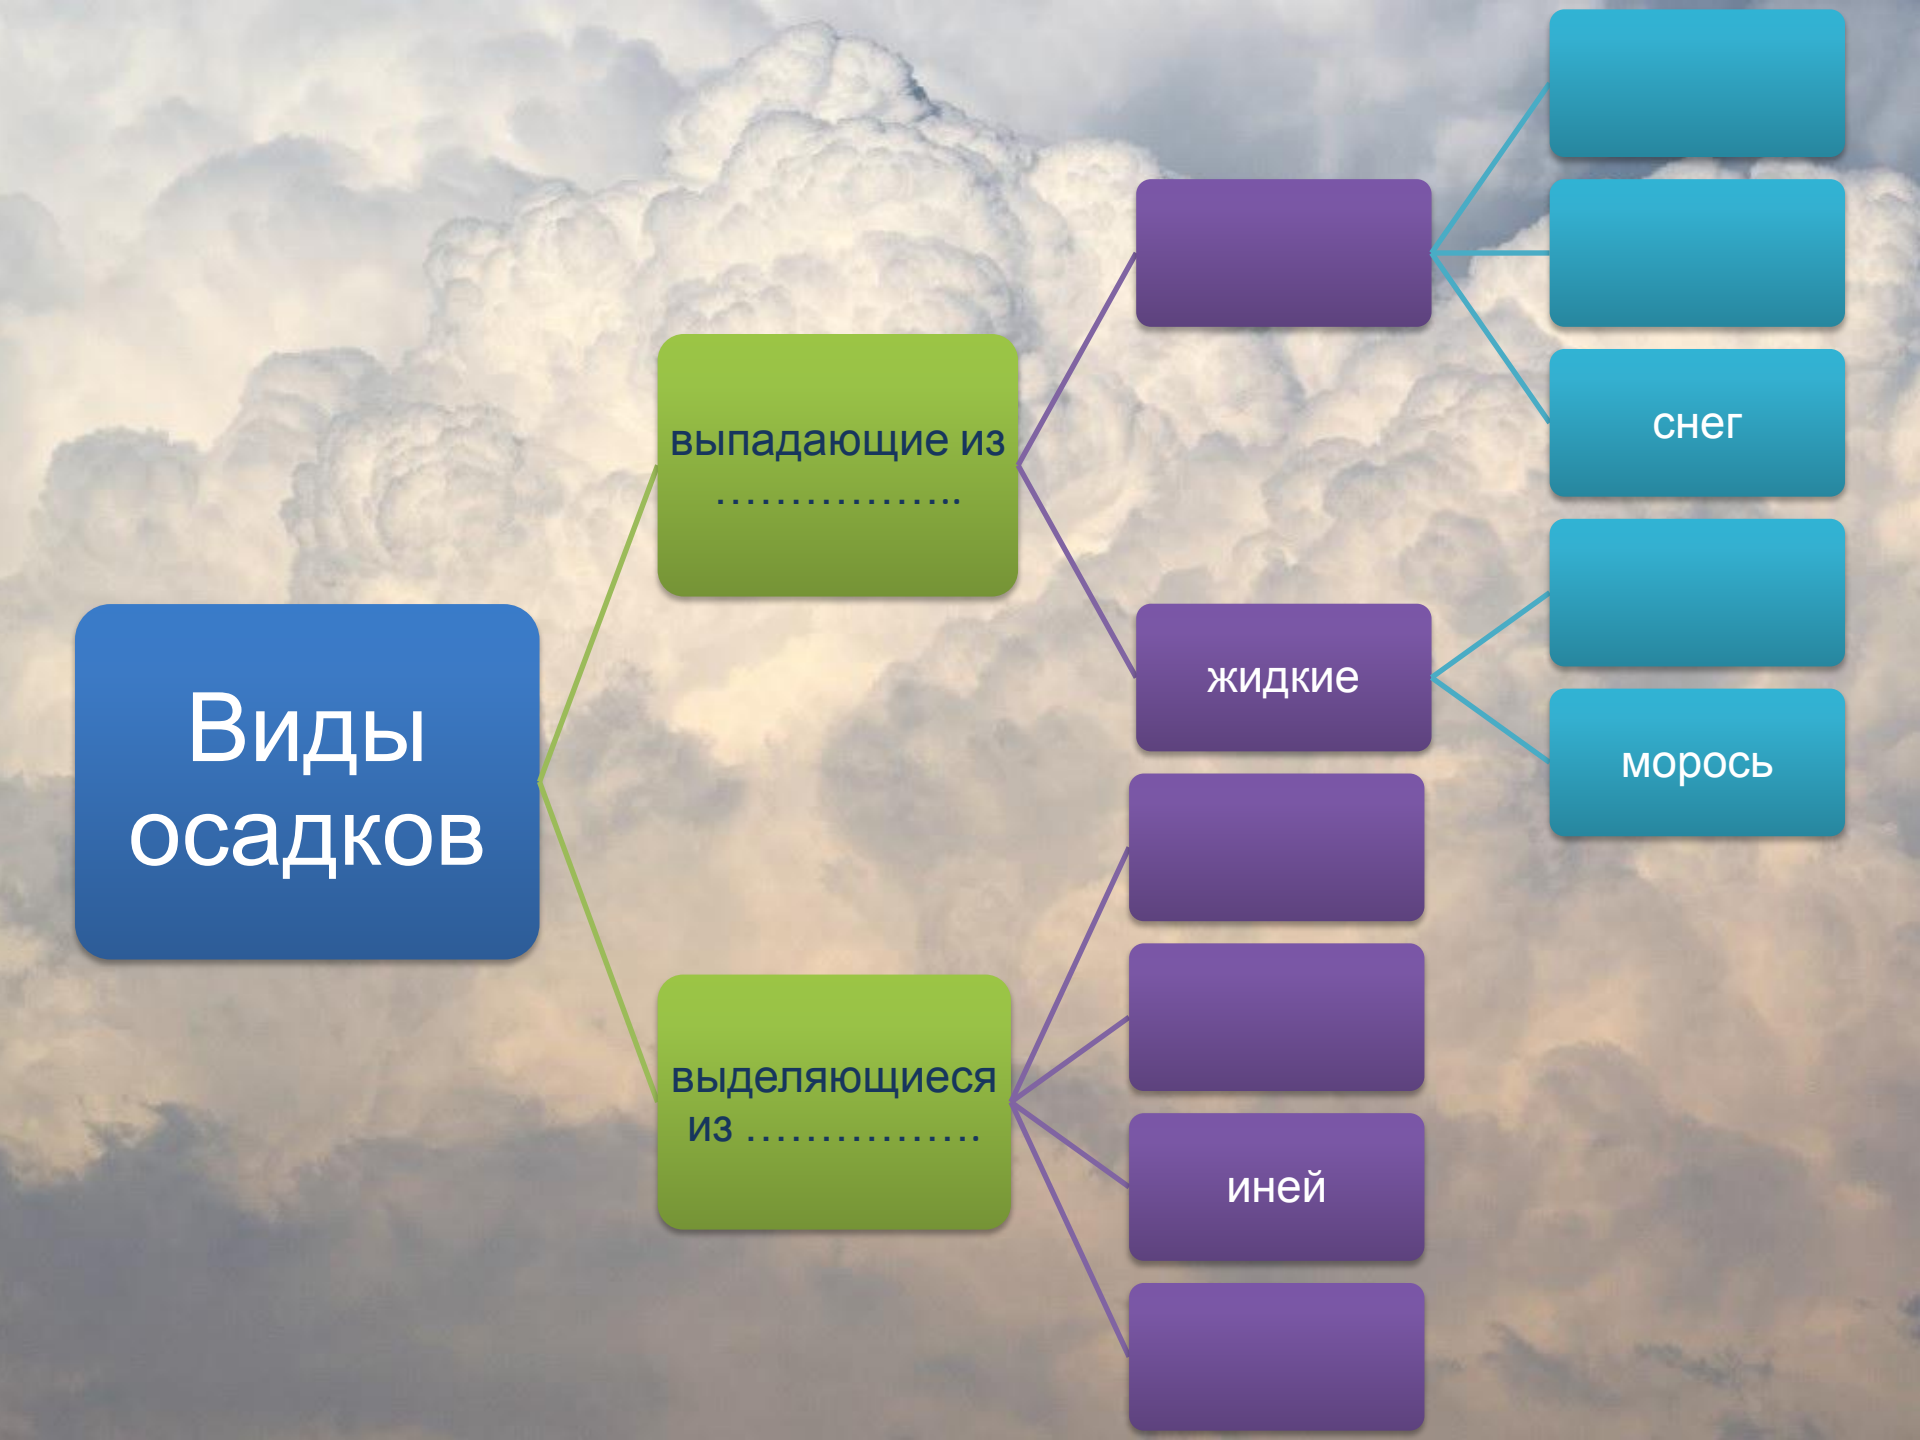 Виды
осадков
выпадающие из
……………..
выделяющиеся
из …………….
жидкие
иней
снег
морось